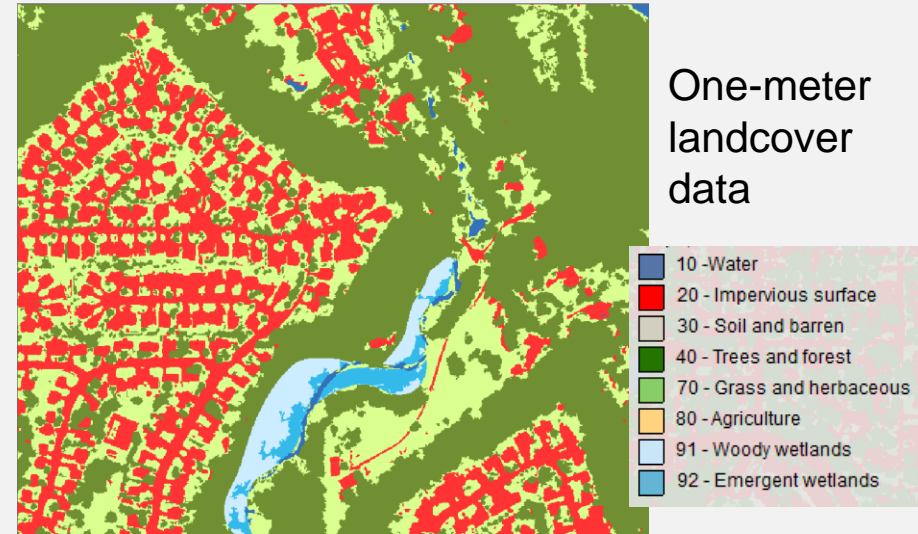 One-meter
landcover
data
10 -Water
20 - Impervious surface
30 - Soil and barren
40 - Trees and forest
70 - Grass and herbaceous
80 - Agriculture
91 - Woody wetlands
92 - Emergent wetlands